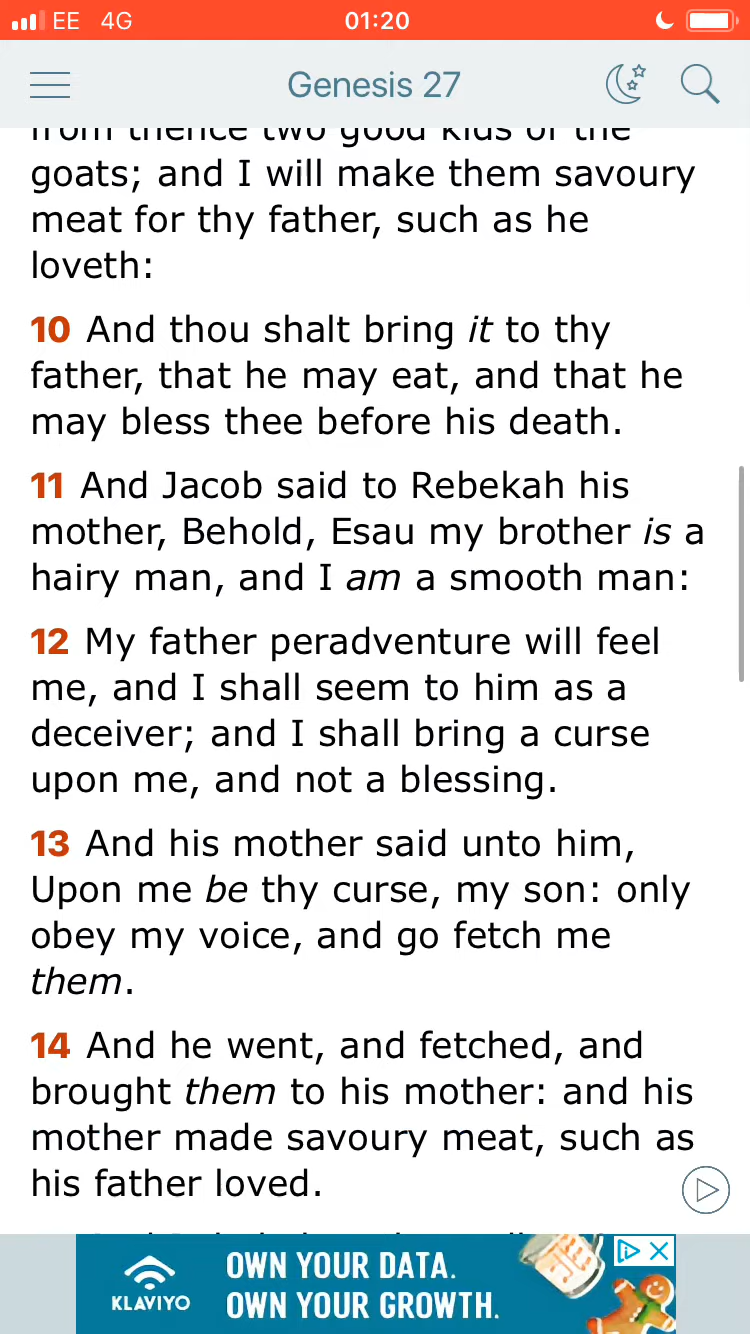 EE 4G 01:20
Genesis 27
from thence two good kids of the
goats; and I will make them savoury
meat for thy father, such as he
loveth:
10 And thou shalt bring it to thy
father, that he may eat, and that he
may bless thee before his death.
11 And Jacob said to Rebekah his
mother, Behold, Esau my brother is a
hairy man, and I am a smooth man:
12 My father peradventure will feel
me, and I shall seem to him as a
deceiver; and I shall bring a curse
upon me, and not a blessing.
13 And his mother said unto him,
Upon me be thy curse, my son: only
obey my voice, and go fetch me
them.
14 And he went, and fetched, and
brought them to his mother: and his
mother made savoury meat, such as
his father loved.
OWN YOUR DATA.
KLAVIYO OWN YOUR GROWTH.